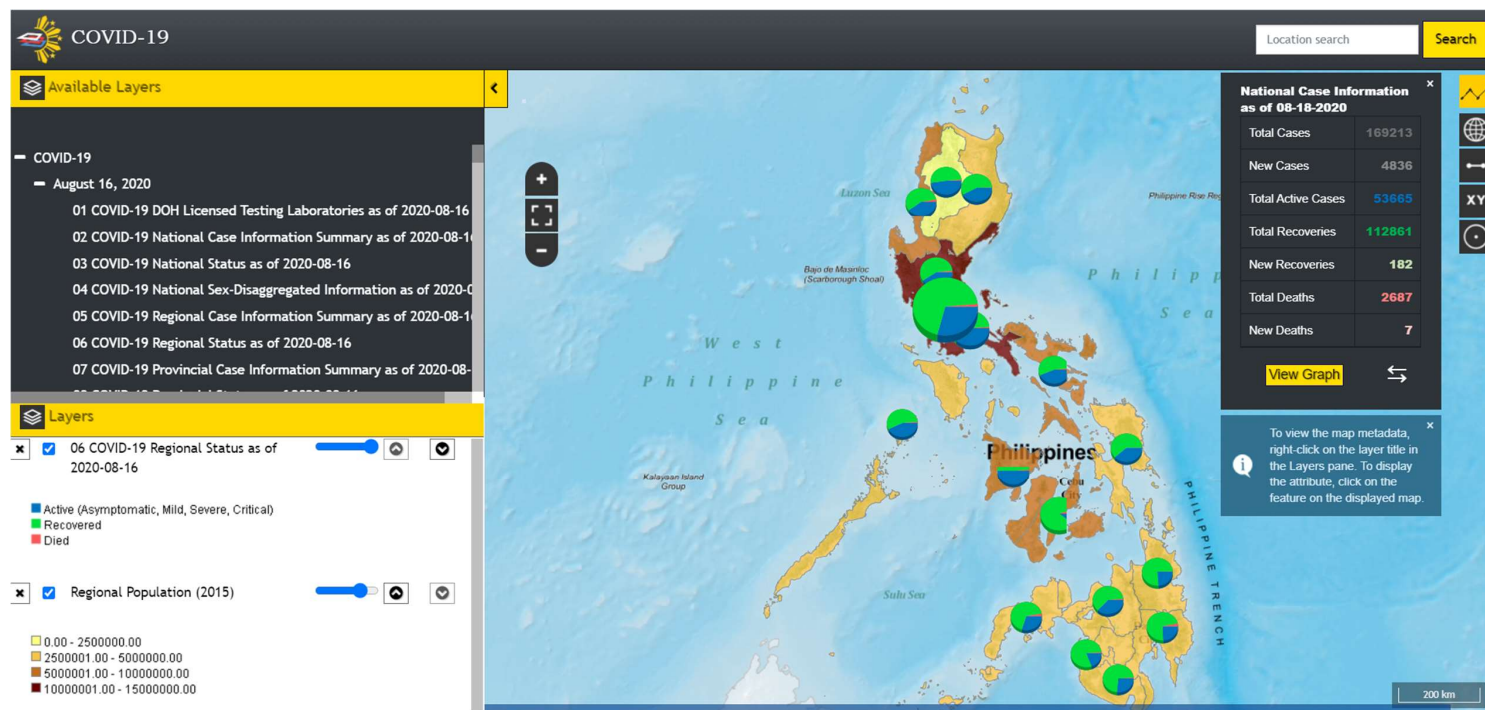 COVID-19
Location search
Search
Available Layers
COVID-19
August 16, 2020
01 COVID-19 DOH Licensed Testing Laboratories as of 2020-08-16
02 COVID-19 National Case Information Summary as of 2020-08-1
03 COVID-19 National Status as of 2020-08-16
04 COVID-19 National Sex-Disaggregated Information as of 2020-0
05 COVID-19 Regional Case Information Summary as of 2020-08-1
06 COVID-19 Regional Status as of 2020-08-16
07 COVID-19 Provincial Case Information Summary as of 2020-08-
Layers
06 COVID-19 Regional Status as of
2020-08-16
Active (Asymptomatic, Mild, Severe, Critical)
Recovered
Died
Regional Population (2015)
0.00 - 2500000.00
2500001.00 - 5000000.00
5000001.00 - 10000000.00
10000001.00 - 15000000.00
Luzon Sea
Philippine Rise Reg
Bajo de Masinloc
(Scarborough Shoal)
Philipp
Sea
West
Philippine
Sea
Philippines
Cebu
City
Kalayaan Island
Group
Sulu Sea
PHILIPPINE TRENCH
National Case Information
as of 08-18-2020
Total Cases 169213
New Cases 4836
Total Active Cases 53665
Total Recoveries 112861
New Recoveries 182
Total Deaths 2687
New Deaths 7
View Graph
To view the map metadata,
right-click on the layer title in
the Layers pane. To display
the attribute, click on the
feature on the displayed map.
XY
200 km